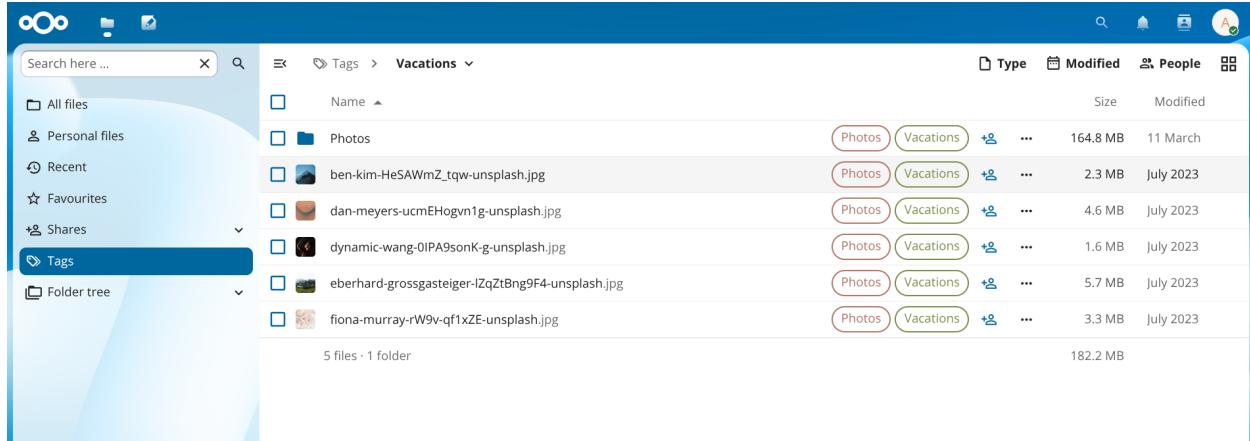 A
Search here ...
Tags > Vacations
Type Modified People
All files
Personal files
Recent
Favourites
Shares
Tags
Folder tree
Name Size Modified
Photos Photos Vacations 164.8 MB 11 March
ben-kim-HeSAWmZ_tqw-unsplash.jpg Photos Vacations 2.3 MB July 2023
dan-meyers-ucmEHogvn1g-unsplash.jpg Photos Vacations 4.6 MB July 2023
dynamic-wang-0IPA9sonK-g-unsplash.jpg Photos Vacations 1.6 MB July 2023
eberhard-grossgasteiger-lZqZtBng9F4-unsplash.jpg Photos Vacations 5.7 MB July 2023
fiona-murray-rW9v-qf1xZE-unsplash.jpg Photos Vacations 3.3 MB July 2023
5 files · 1 folder 182.2 MB